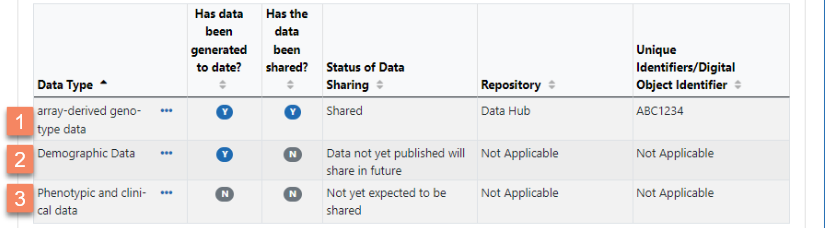 Has data been generated to date?
Has the data been shared?
Data Type
Status of Data Sharing
Repository
Unique Identifiers/Digital Object Identifier
1
array-derived geno-
type data
Y
Y
Shared
Data Hub
ABC1234
2
Demographic Data
Y
N
Data not yet published will
share in future
Not Applicable
Not Applicable
3
Phenotypic and clini-
cal data
N
N
Not yet expected to be
shared
Not Applicable
Not Applicable